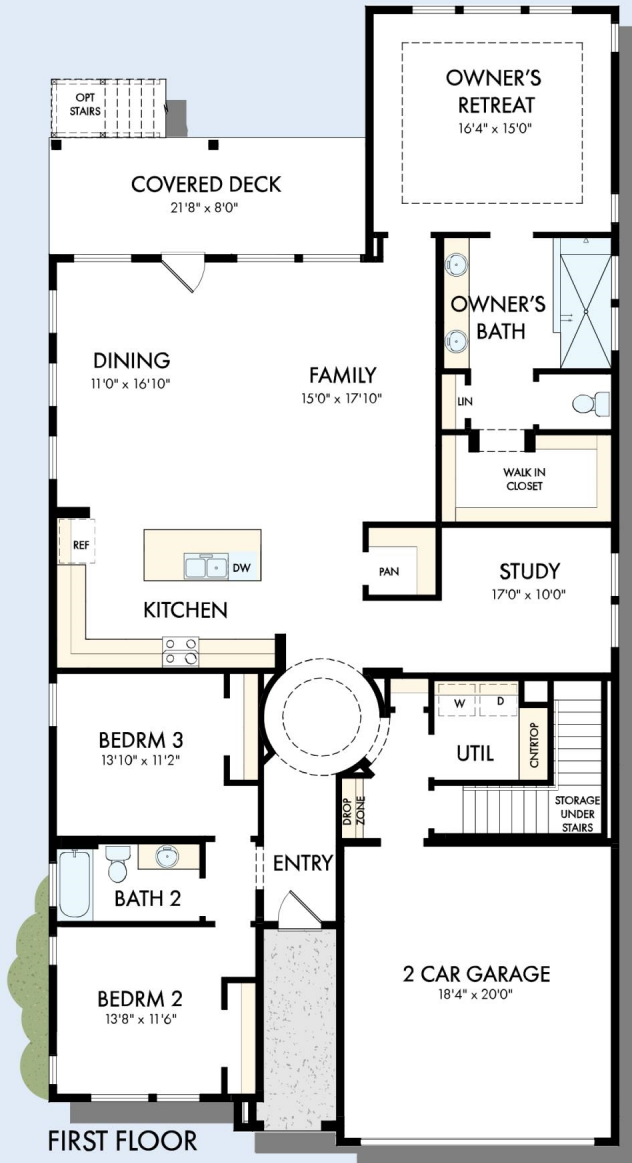 OWNER'S
RETREAT
16'4" x 15'0"
OPT
STAIRS
COVERED DECK
21'8" x 8'0"
OWNER'S
BATH
DINING
11'0" x 16'10"
FAMILY
15'0" x 17'10"
LIN
WALK IN
CLOSET
REF
DW
PAN
STUDY
17'0" x 10'0"
KITCHEN
W
D
BEDRM 3
13'10" x 11'2"
UTIL
CNTRTOP
DROP
ZONE
STORAGE
UNDER
STAIRS
ENTRY
BATH 2
2 CAR GARAGE
18'4" x 20'0"
BEDRM 2
13'8" x 11'6"
FIRST FLOOR